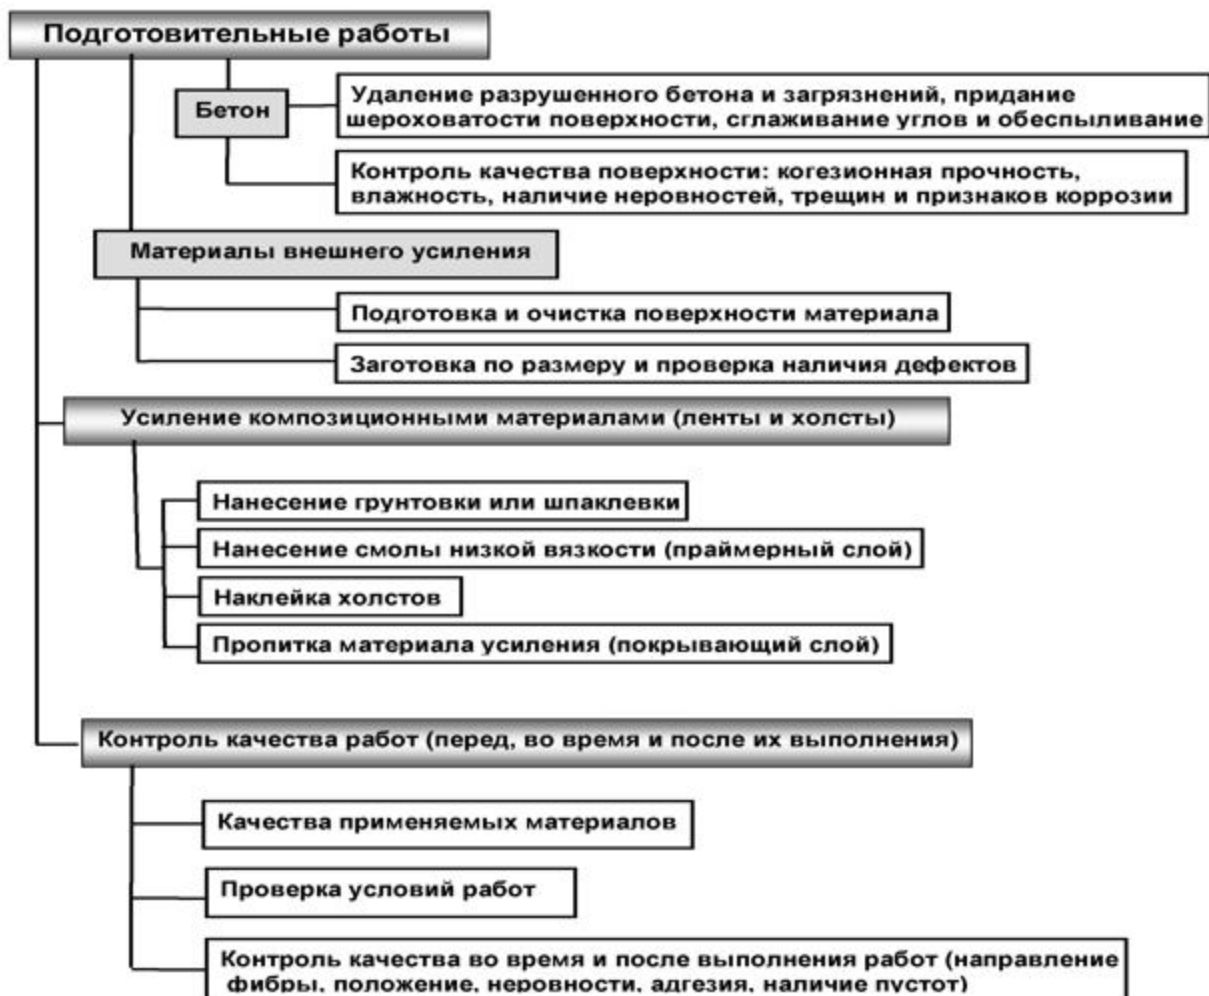 Подготовительные работы
Бетон
Удаление разрушенного бетона и загрязнений, придание
шероховатости поверхности, сглаживание углов и обеспыливание
Контроль качества поверхности: когезионная прочность,
влажность, наличие неровностей, трещин и признаков коррозии
Материалы внешнего усиления
Подготовка и очистка поверхности материала
Заготовка по размеру и проверка наличия дефектов
Усиление композиционными материалами (ленты и холсты)
Нанесение грунтовки или шпаклевки
Нанесение смолы низкой вязкости (праймерный слой)
Наклейка холстов
Пропитка материала усиления (покрывающий слой)
Контроль качества работ (перед, во время и после их выполнения)
Качества применяемых материалов
Проверка условий работ
Контроль качества во время и после выполнения работ (направление
фибры, положение, неровности, адгезия, наличие пустот)